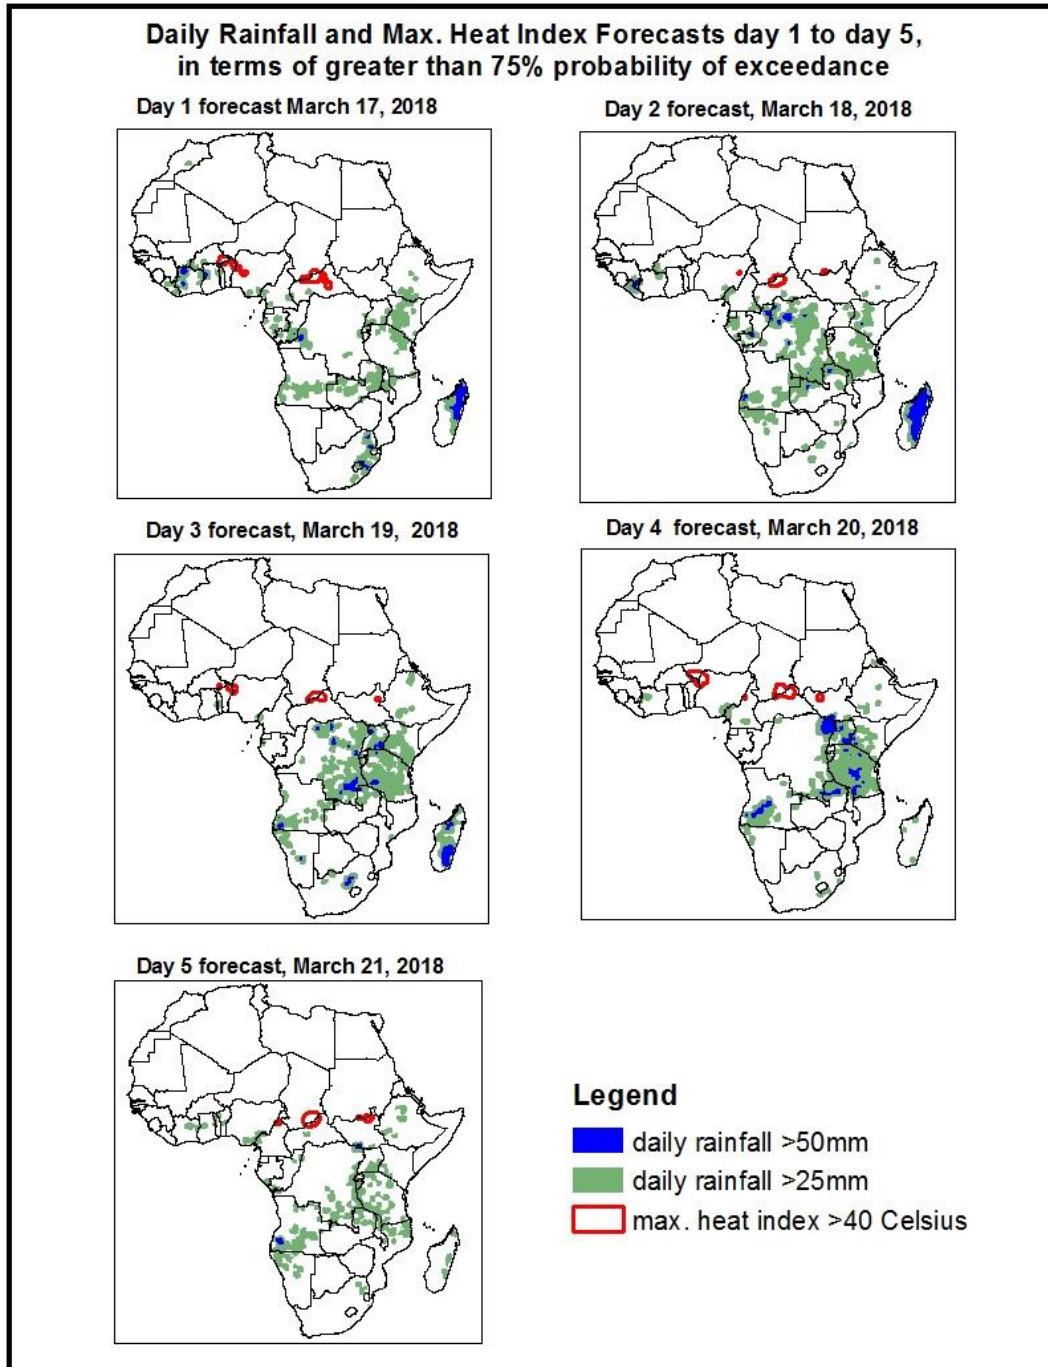 Daily Rainfall and Max. Heat Index Forecasts day 1 to day 5,
in terms of greater than 75% probability of exceedance
Day 1 forecast March 17, 2018
Day 2 forecast, March 18, 2018
Day 3 forecast, March 19, 2018
Day 4 forecast, March 20, 2018
Day 5 forecast, March 21, 2018
Legend
daily rainfall >50mm
daily rainfall >25mm
max. heat index >40 Celsius